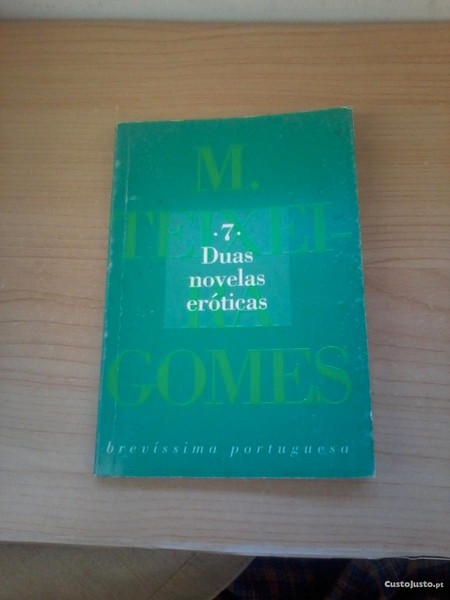 M.
TEIXEI-
RA
GOMES
· 7 ·
Duas
novelas
eróticas
brevíssima portuguesa
CustoJusto.pt